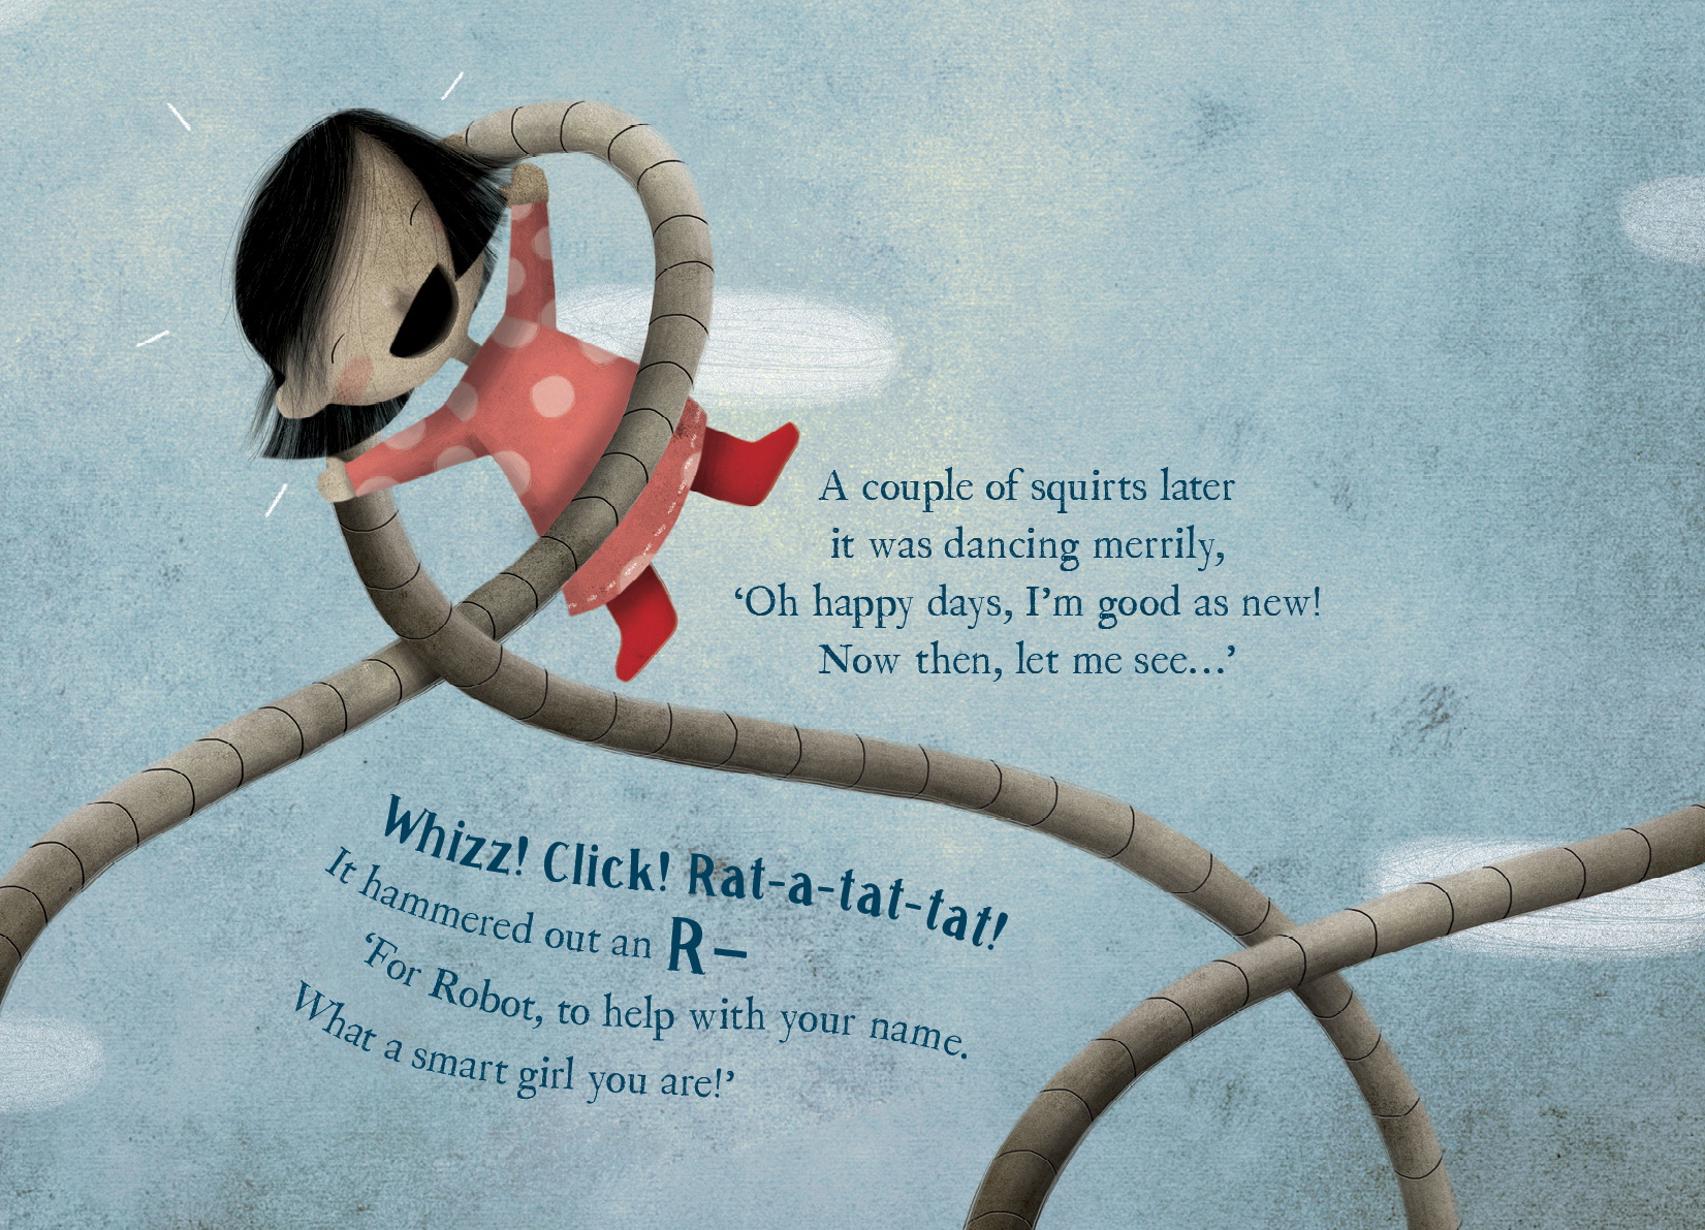 A couple of squirts later
it was dancing merrily,
‘Oh happy days, I’m good as new!
Now then, let me see...’
Whizz! Click! Rat-a-tat-tat!
It hammered out an R–
‘For Robot, to help with your name.
What a smart girl you are!’